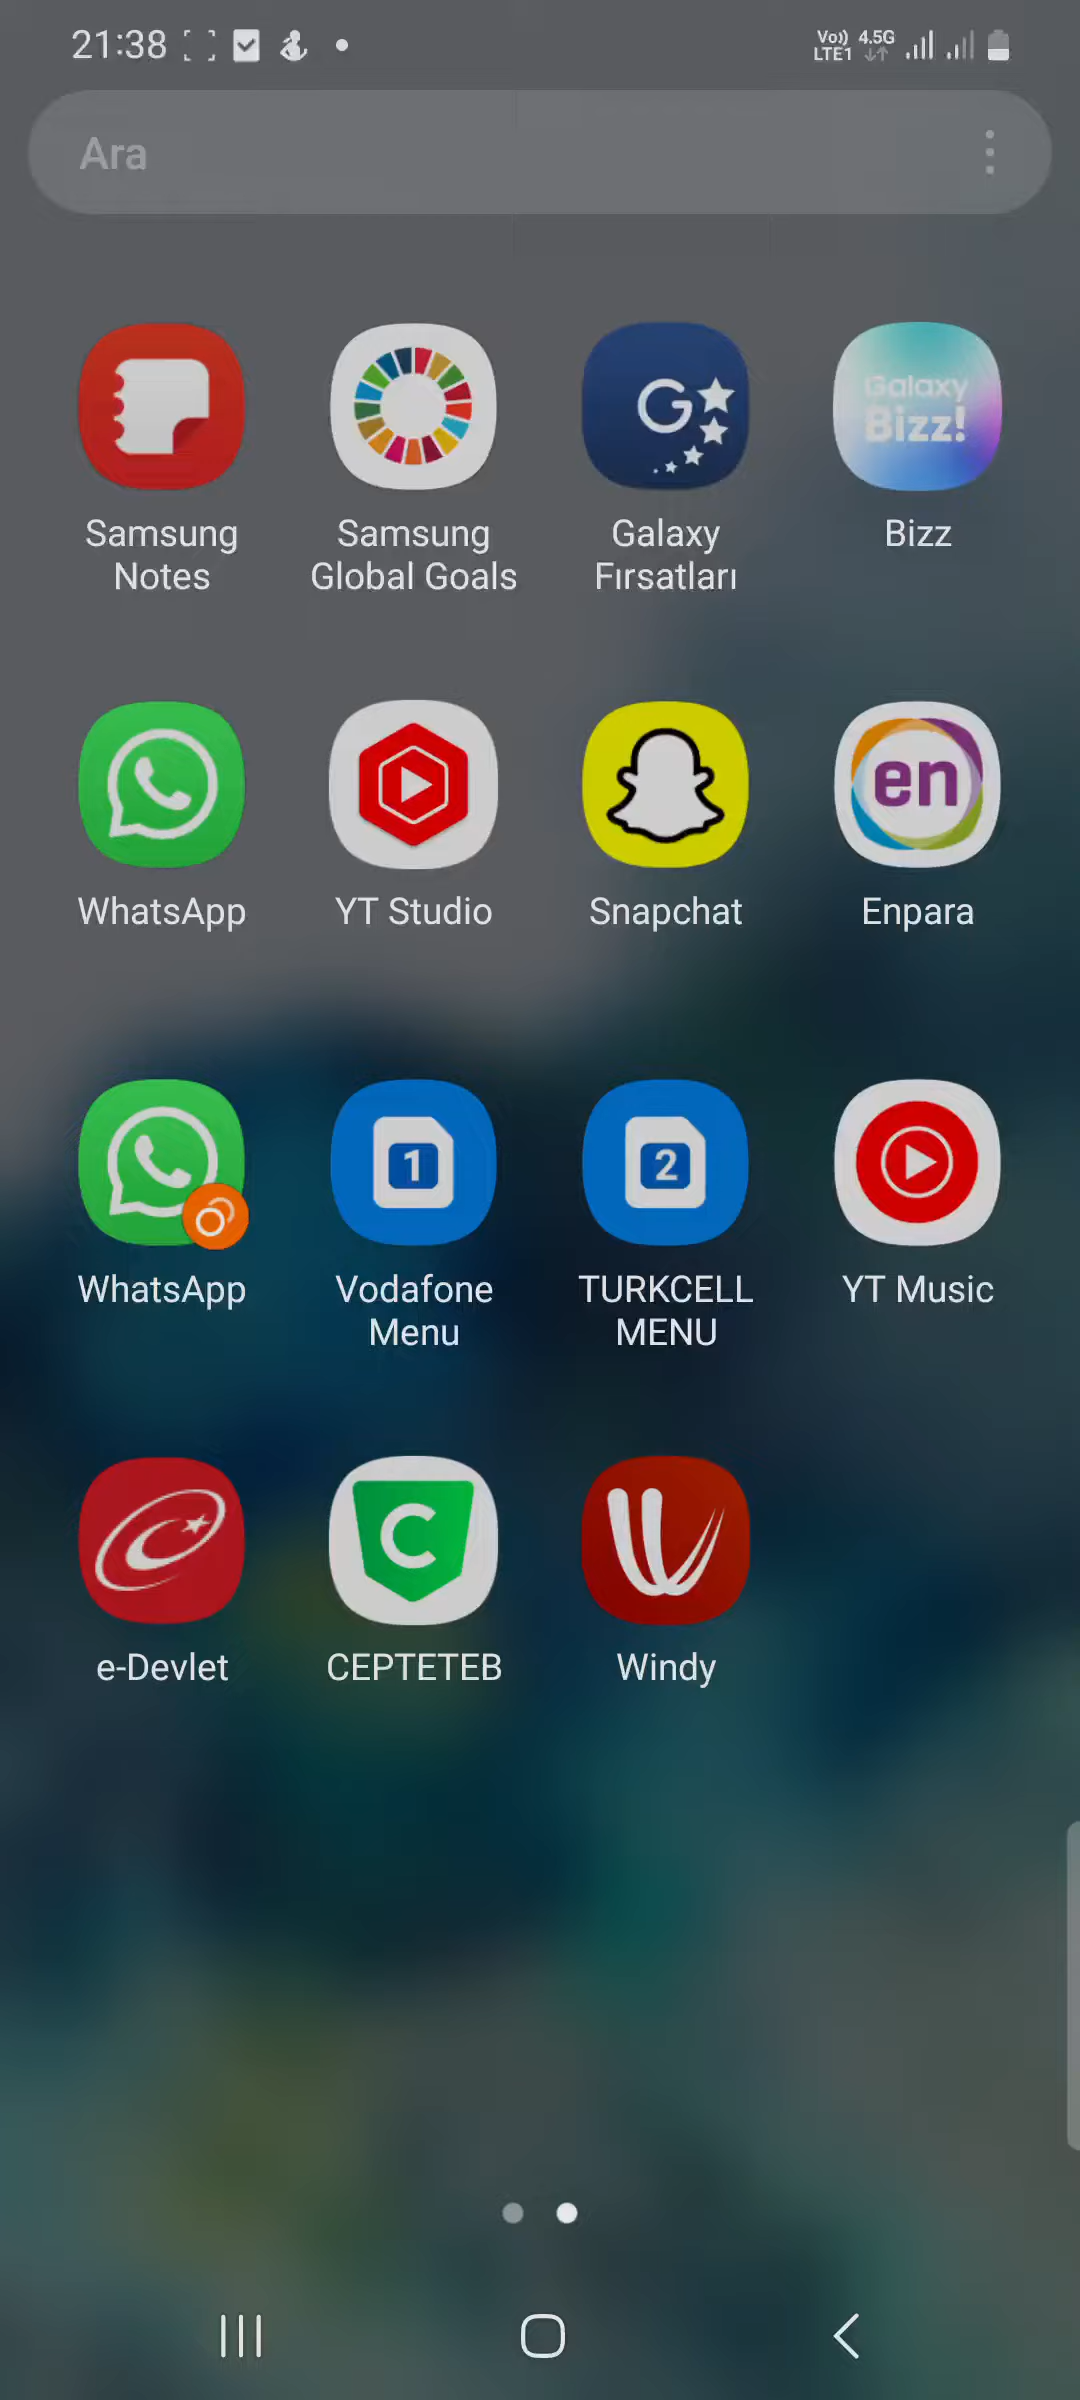 21:38
Vo)) 4.5G
LTE1
Ara
Galaxy
Bizz!
Samsung Notes
Samsung Global Goals
Galaxy Fırsatları
Bizz
en
WhatsApp
YT Studio
Snapchat
Enpara
1
2
WhatsApp
Vodafone Menu
TURKCELL MENU
YT Music
C
e-Devlet
CEPTETEB
Windy